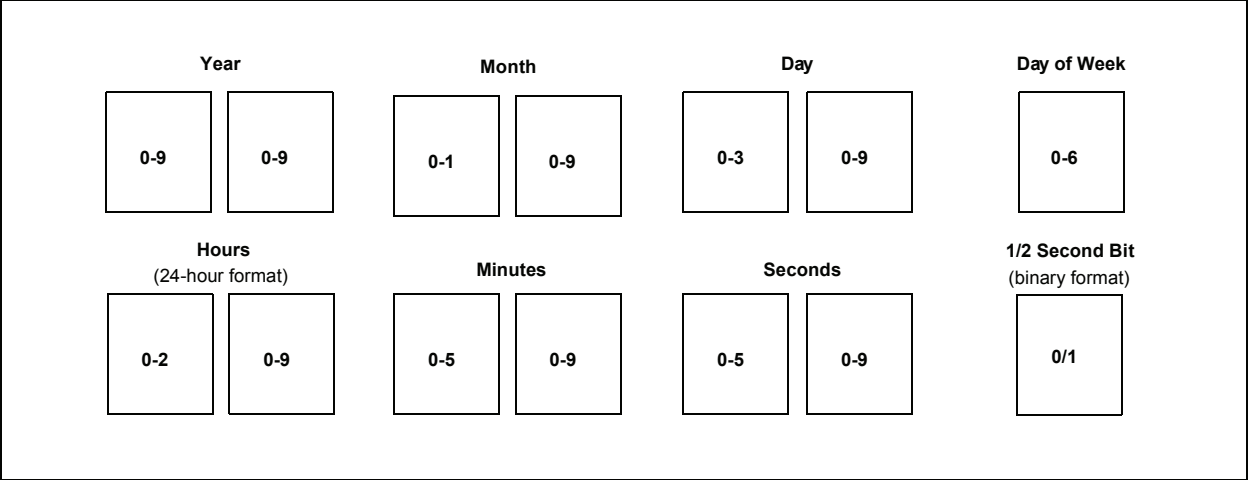 Year
Month
Day
Day of Week
0-9
0-9
0-1
0-9
0-3
0-9
0-6
Hours
(24-hour format)
Minutes
Seconds
1/2 Second Bit
(binary format)
0-2
0-9
0-5
0-9
0-5
0-9
0/1